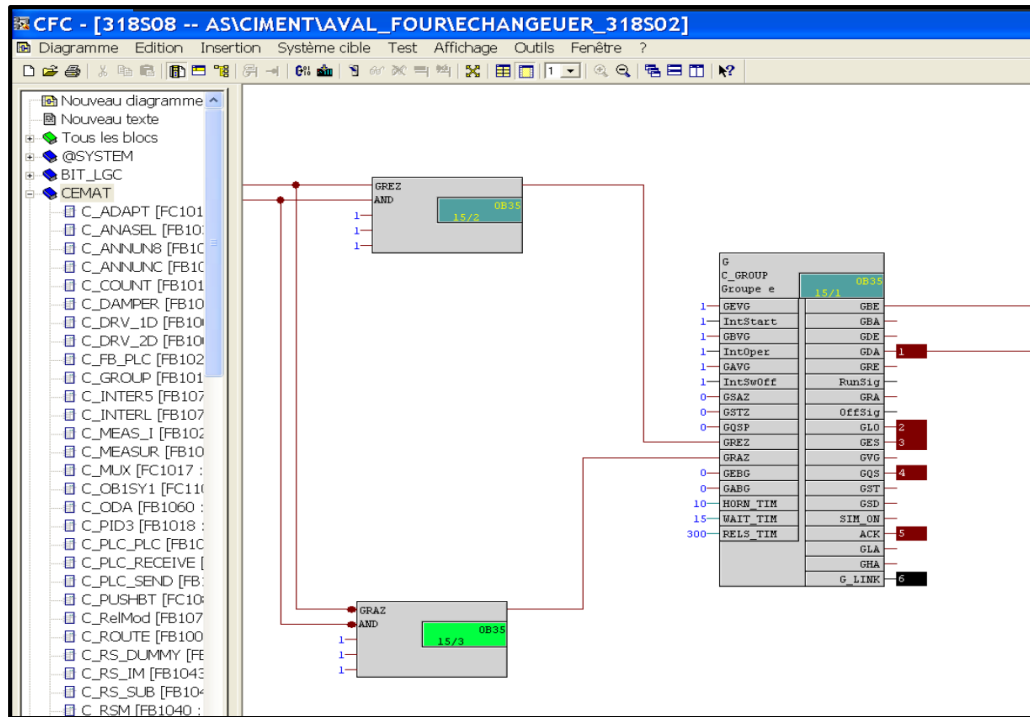 CFC - [318S08 -- AS\CIMENT\AVAL_FOUR\ECHANGEUER_318S02]
Diagramme Edition Insertion Système cible Test Affichage Outils Fenêtre ?
1
Nouveau diagramme
Nouveau texte
Tous les blocs
@SYSTEM
BIT_LGC
CEMAT
C_ADAPT [FC101
C_ANASEL [FB10
C_ANNUN8 [FB1
C_ANNUNC [FB1
C_COUNT [FB101
C_DAMPER [FB10
C_DRV_1D [FB10
C_DRV_2D [FB10
C_FB_PLC [FB102
C_GROUP [FB101
C_INTER5 [FB107
C_INTERL [FB107
C_MEAS_I [FB102
C_MEASUR [FB10
C_MUX [FC1017 :
C_OB1SY1 [FC11
C_ODA [FB1060 :
C_PID3 [FB1018 :
C_PLC_PLC [FB10
C_PLC_RECEIVE [
C_PLC_SEND [FB
C_PUSHBT [FC10
C_RelMod [FB107
C_ROUTE [FB100
C_RS_DUMMY [FE
C_RS_IM [FB1043
C_RS_SUB [FB104
C_RSM [FB1040 :
GREZ
AND
OB35
15/2
1
1
1
G
C_GROUP
Groupe e
OB35
15/1
1 GEVG GBE
1 IntStart GBA
1 GBVG GDE
1 IntOper GDA 1
1 GAVG GRE
1 IntSwOff RunSig
0 GSAZ GRA
0 GSTZ OffSig
0 GQSP GLO 2
GREZ GES 3
GRAZ GVG
0 GEBG GQS 4
0 GABG GST
10 HORN_TIM GSD
15 WAIT_TIM SIM_ON
300 RELS_TIM ACK 5
GLA
GHA
G_LINK 6
GRAZ
AND
OB35
15/3
1
1
1